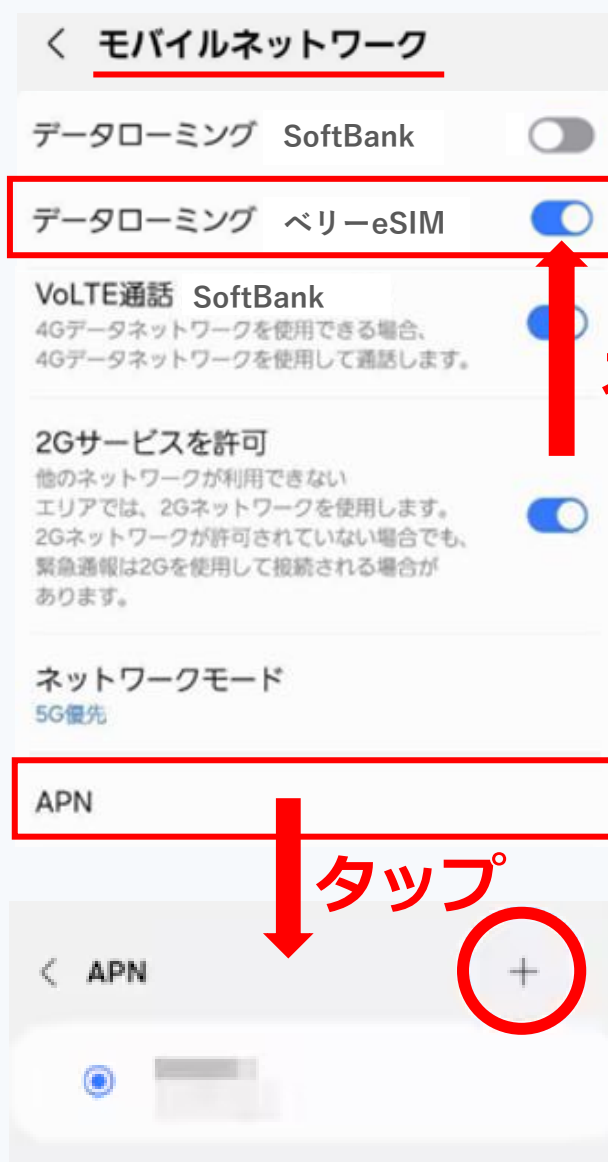 モバイルネットワーク
データローミング SoftBank
データローミング ベリーeSIM
VoLTE通話 SoftBank
4Gデータネットワークを使用できる場合、
4Gデータネットワークを使用して通話します。
2Gサービスを許可
他のネットワークが利用できない
エリアでは、2Gネットワークを使用します。
2Gネットワークが許可されていない場合でも、
緊急通報は2Gを使用して接続される場合が
あります。
ネットワークモード
5G優先
APN
タップ
APN